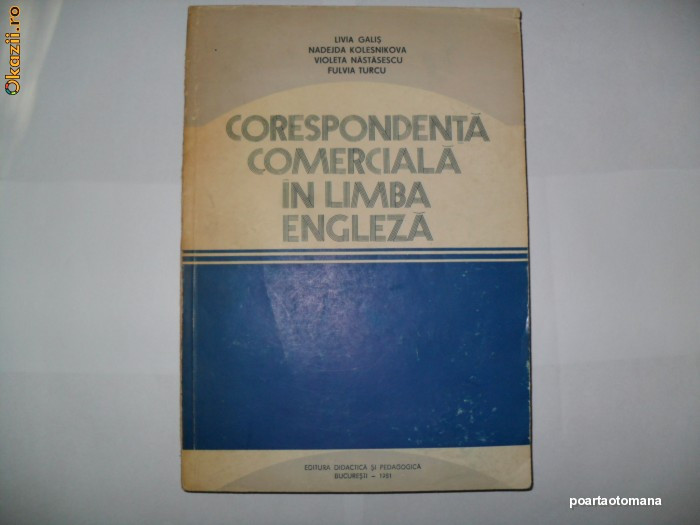 Okazii.ro
LIVIA GALIȘ
NADEJDA KOLESNIKOVA
VIOLETA NĂSTĂSESCU
FULVIA TURCU
CORESPONDENȚĂ
COMERCIALĂ
ÎN LIMBA
ENGLEZĂ
EDITURA DIDACTICĂ ȘI PEDAGOGICĂ
BUCUREȘTI – 1981
poartaotomana